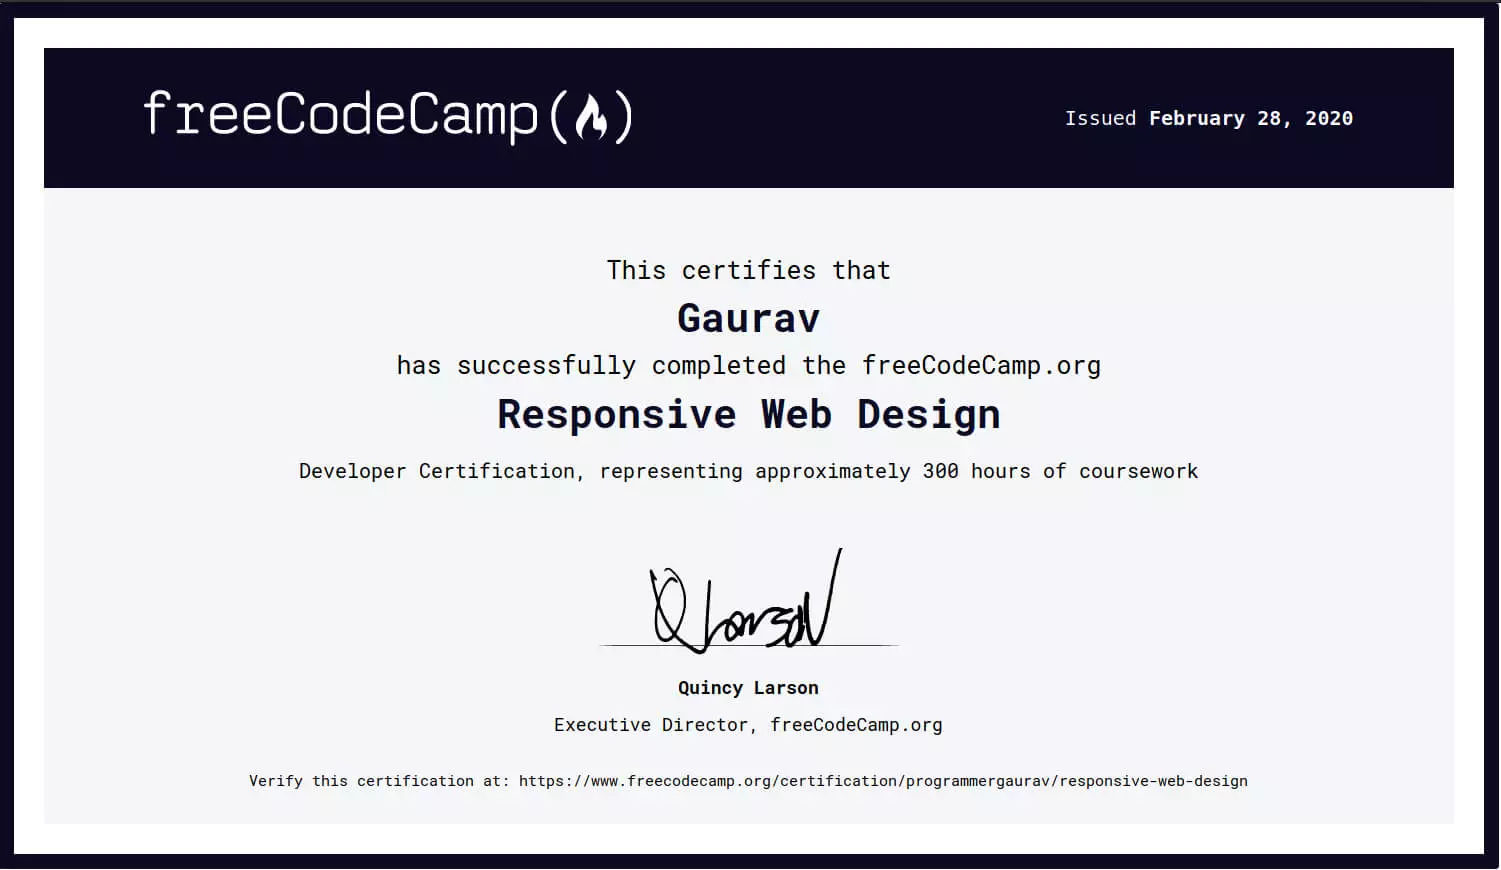 freeCodeCamp(🔥)
Issued February 28, 2020
This certifies that
Gaurav
has successfully completed the freeCodeCamp.org
Responsive Web Design
Developer Certification, representing approximately 300 hours of coursework
Q Larson
Quincy Larson
Executive Director, freeCodeCamp.org
Verify this certification at: https://www.freecodecamp.org/certification/programmergaurav/responsive-web-design